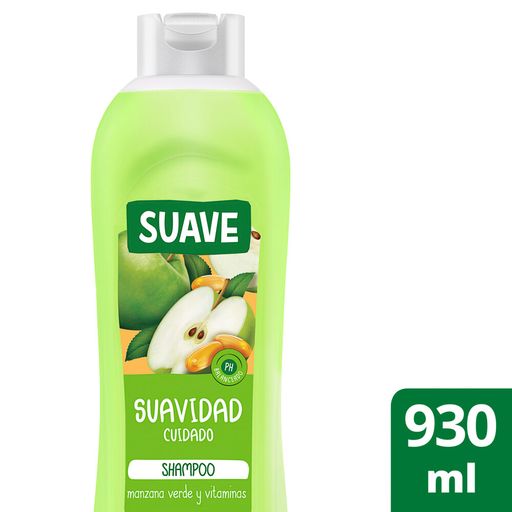 SUAVE
PH
BALANCEADO
SUAVIDAD
CUIDADO
SHAMPOO
manzana verde y vitaminas
930
ml